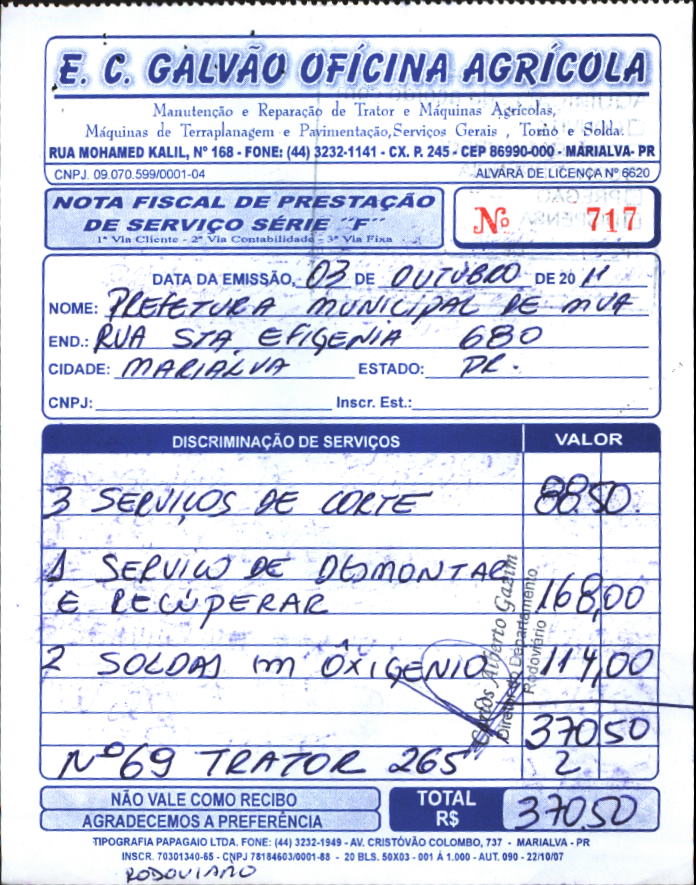 E. C. GALVÃO OFÍCINA AGRÍCOLA
Manutenção e Reparação de Trator e Máquinas Agrícolas,
Máquinas de Terraplanagem e Pavimentação,Serviços Gerais , Torno e Solda.
RUA MOHAMED KALIL, Nº 168 - FONE: (44) 3232-1141 - CX. P. 245 - CEP 86990-000 - MARIALVA- PR
CNPJ. 09.070.599/0001-04 ALVARÁ DE LICENÇA Nº 6620
NOTA FISCAL DE PRESTAÇÃO
DE SERVIÇO SÉRIE "F"
1ª Via Cliente - 2ª Via Contabilidade - 3ª Via Fixa
Nº 717
DATA DA EMISSÃO, 03 DE OUTUBRO DE 20 11
NOME: PREFETURA MUNICIPAL DE MVA
END.: RUA STA EFIGENIA 680
CIDADE: MARIALVA ESTADO: PR.
CNPJ: Inscr. Est.:
DISCRIMINAÇÃO DE SERVIÇOS VALOR
3 SERVIÇOS DE CORTE 88.50
1 SERVIÇO DE DESMONTAR
E RECUPERAR 168,00
2 SOLDAS EM ÔXIGENIO 114,00
Carlos Alberto Gazim
Diretor do Departamento
Rodoviário
370.50
Nº 69 TRATOR 265
NÃO VALE COMO RECIBO
AGRADECEMOS A PREFERÊNCIA
TOTAL R$ 370.50
TIPOGRAFIA PAPAGAIO LTDA. FONE: (44) 3232-1949 - AV. CRISTÓVÃO COLOMBO, 737 - MARIALVA - PR
INSCR. 70301340-65 - CNPJ 78184603/0001-88 - 20 BLS. 50X03 - 001 Á 1.000 - AUT. 090 - 22/10/07